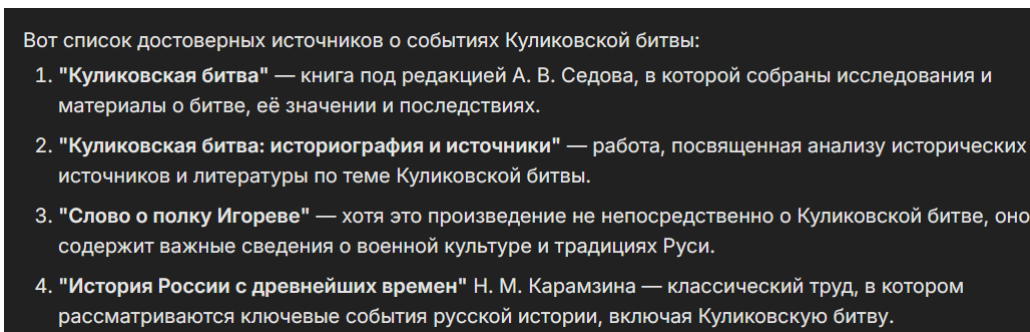 Вот список достоверных источников о событиях Куликовской битвы:
1. "Куликовская битва" — книга под редакцией А. В. Седова, в которой собраны исследования и
материалы о битве, её значении и последствиях.
2. "Куликовская битва: историография и источники" — работа, посвященная анализу исторических
источников и литературы по теме Куликовской битвы.
3. "Слово о полку Игореве" — хотя это произведение не непосредственно о Куликовской битве, оно
содержит важные сведения о военной культуре и традициях Руси.
4. "История России с древнейших времен" Н. М. Карамзина — классический труд, в котором
рассматриваются ключевые события русской истории, включая Куликовскую битву.